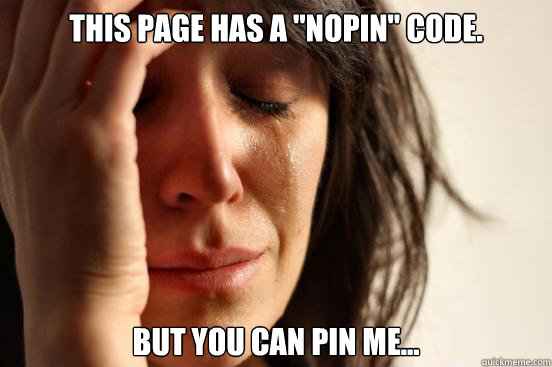 THIS PAGE HAS A "NOPIN" CODE.
BUT YOU CAN PIN ME...
quickmeme.com